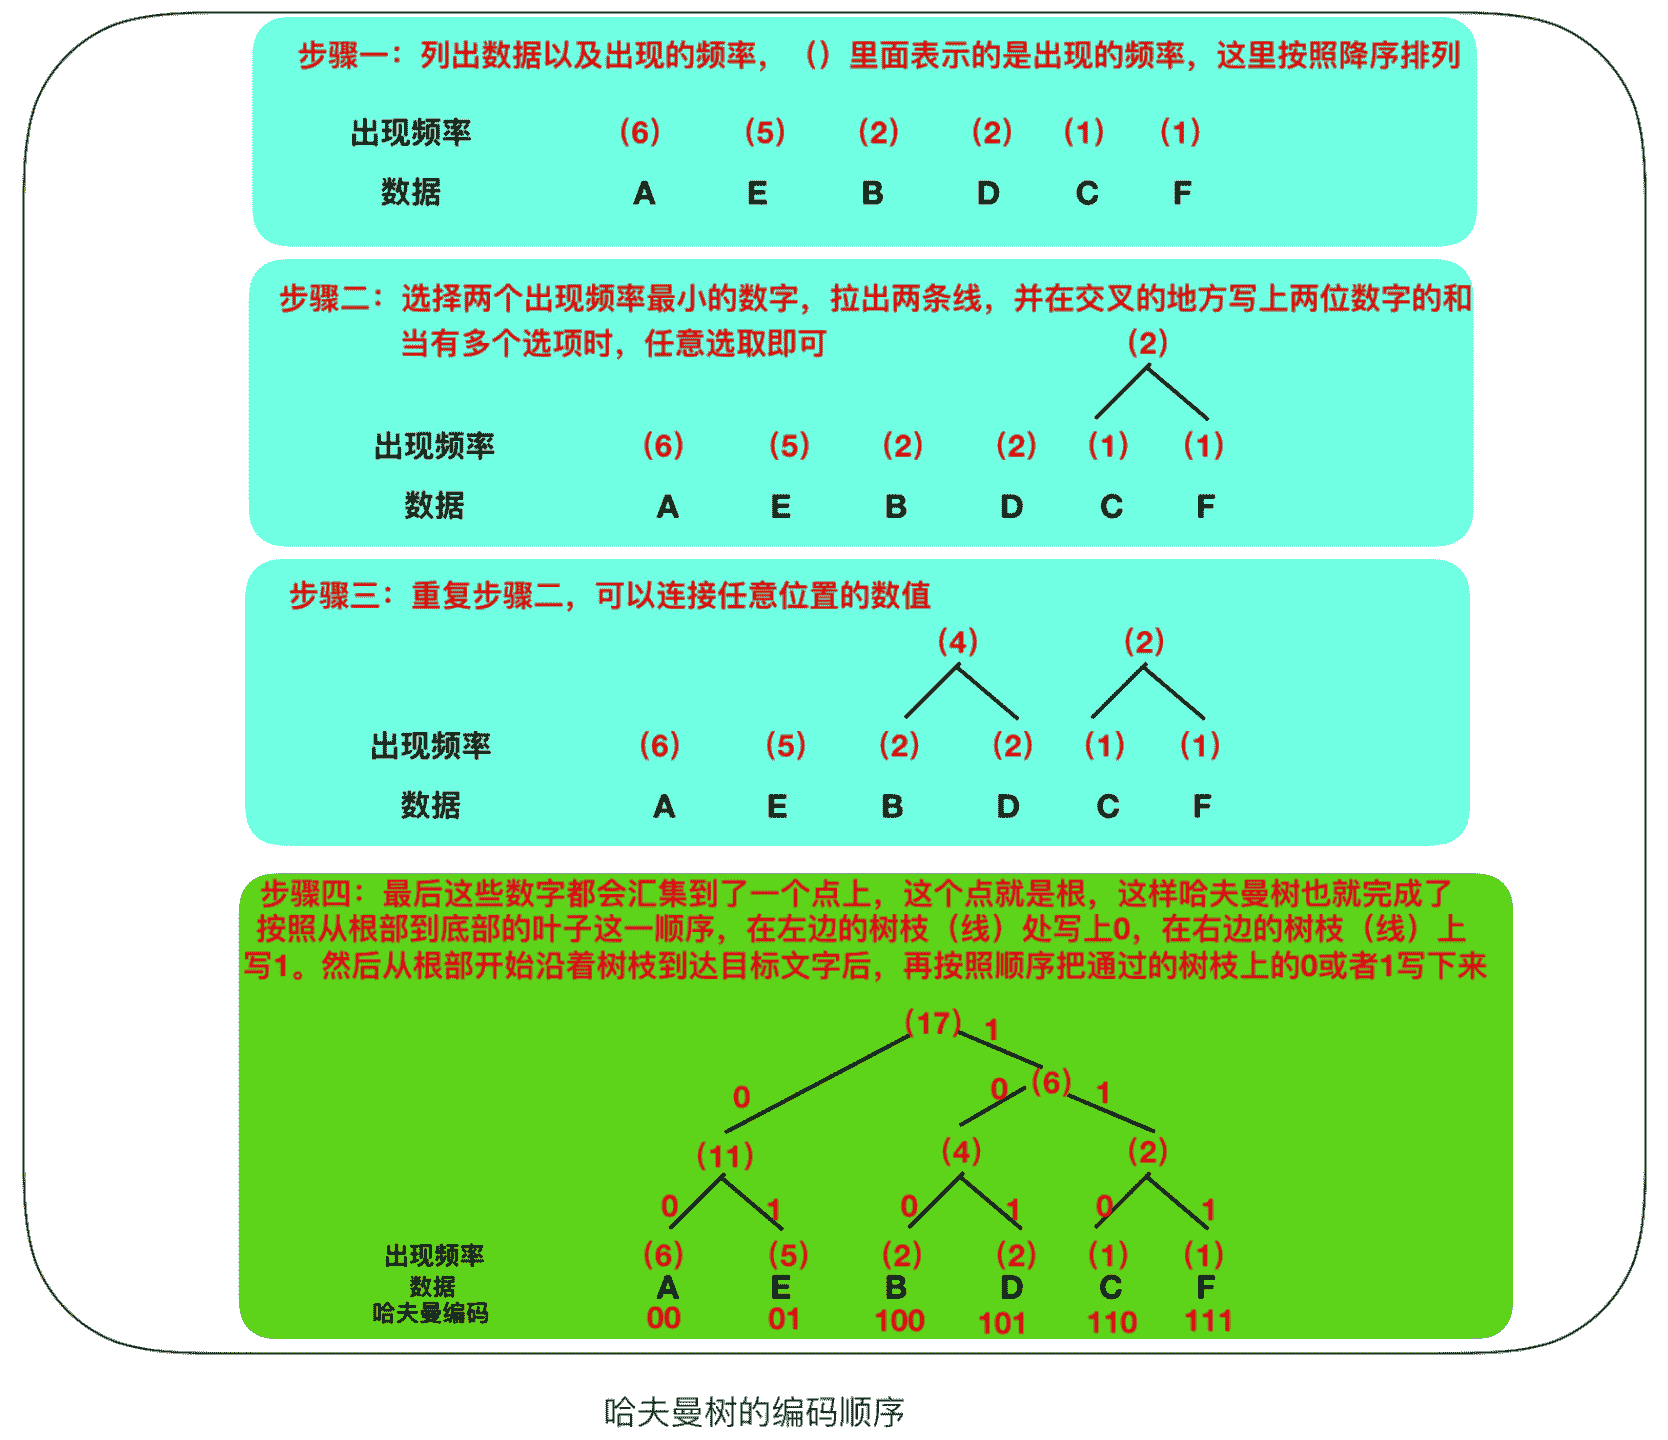 步骤一：列出数据以及出现的频率，（）里面表示的是出现的频率，这里按照降序排列
出现频率 (6) (5) (2) (2) (1) (1)
数据 A E B D C F
步骤二：选择两个出现频率最小的数字，拉出两条线，并在交叉的地方写上两位数字的和
当有多个选项时，任意选取即可
(2)
出现频率 (6) (5) (2) (2) (1) (1)
数据 A E B D C F
步骤三：重复步骤二，可以连接任意位置的数值
(4) (2)
出现频率 (6) (5) (2) (2) (1) (1)
数据 A E B D C F
步骤四：最后这些数字都会汇集到了一个点上，这个点就是根，这样哈夫曼树也就完成了
按照从根部到底部的叶子这一顺序，在左边的树枝（线）处写上0，在右边的树枝（线）上
写1。然后从根部开始沿着树枝到达目标文字后，再按照顺序把通过的树枝上的0或者1写下来
(17) 1
0 0 (6) 1
(11) (4) (2)
0 1 0 1 0 1
出现频率 (6) (5) (2) (2) (1) (1)
数据 A E B D C F
哈夫曼编码 00 01 100 101 110 111
哈夫曼树的编码顺序